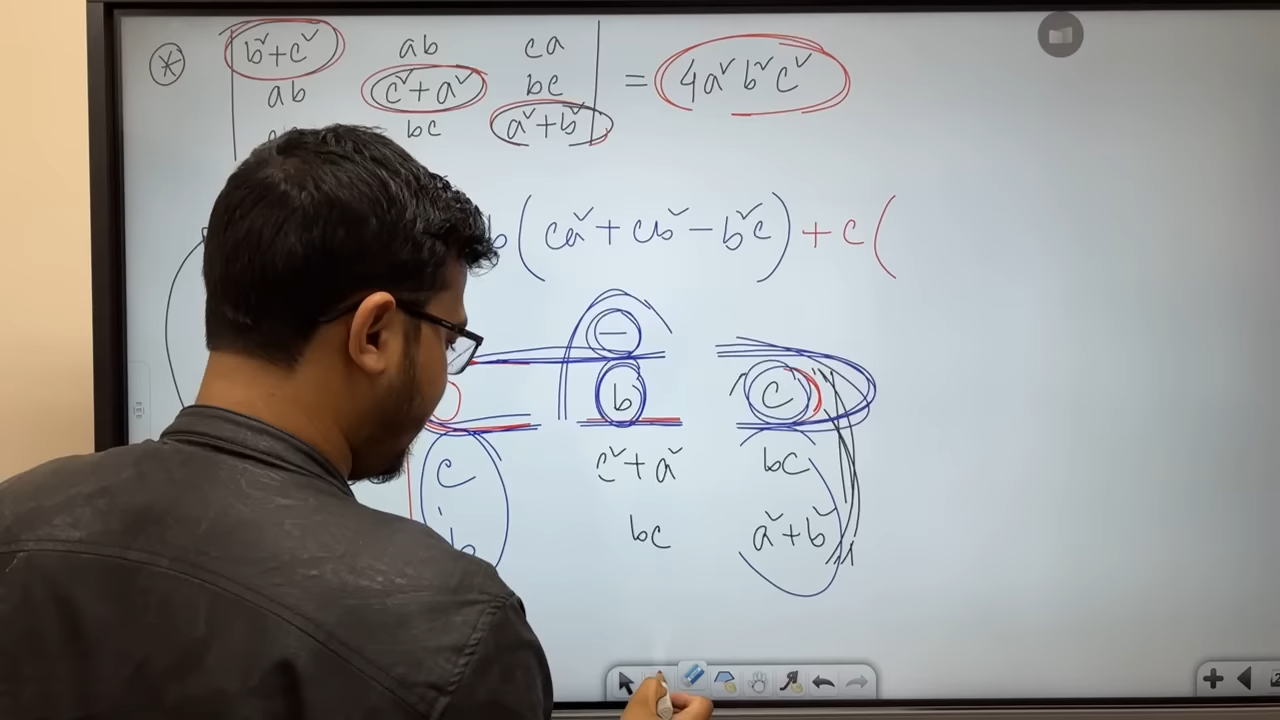 * b²+c² ab ca
ab c²+a² bc = 4a²b²c²
bc a²+b²
b(ca²+cb²-b²c)+c(
−
b c
c c²+a² bc
b bc a²+b²